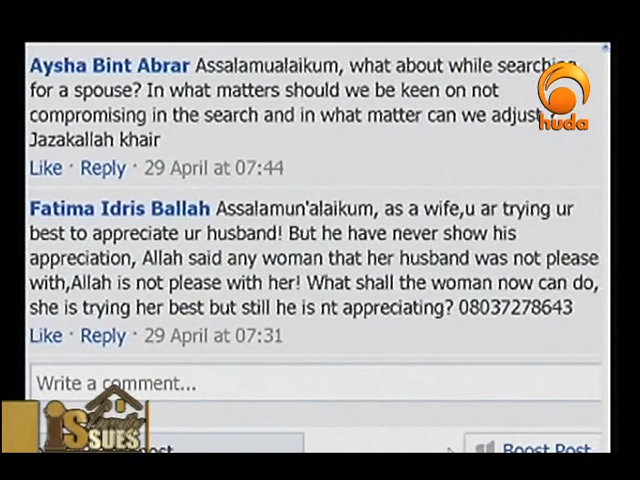 Aysha Bint Abrar Assalamualaikum, what about while searching
for a spouse? In what matters should we be keen on not
compromising in the search and in what matter can we adjust ?
Jazakallah khair
Like · Reply · 29 April at 07:44
huda
Fatima Idris Ballah Assalamun'alaikum, as a wife,u ar trying ur
best to appreciate ur husband! But he have never show his
appreciation, Allah said any woman that her husband was not please
with,Allah is not please with her! What shall the woman now can do,
she is trying her best but still he is nt appreciating? 08037278643
Like · Reply · 29 April at 07:31
Write a comment...
iSSUES
Boost Post